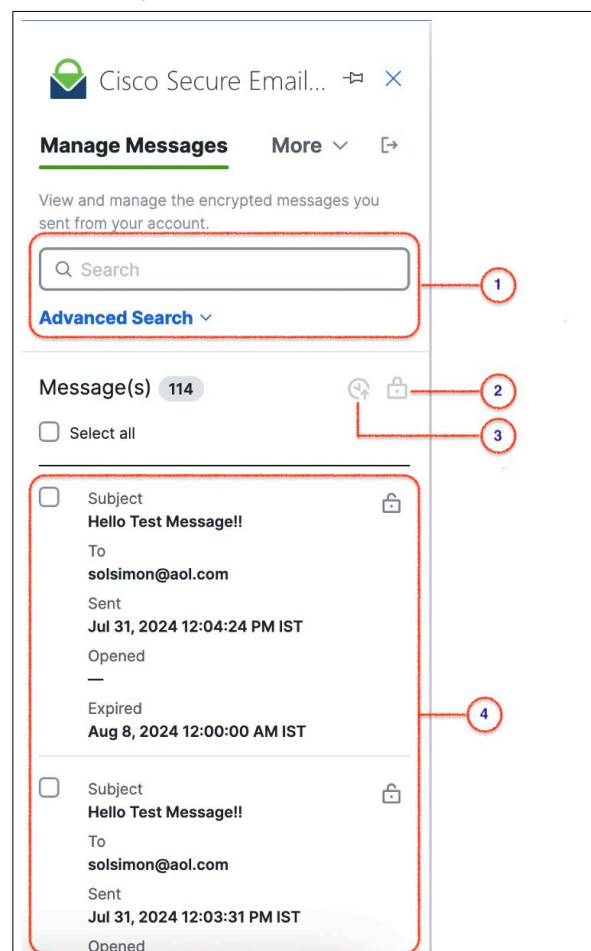 Cisco Secure Email...
Manage Messages More
View and manage the encrypted messages you
sent from your account.
Search
1
Advanced Search
Message(s) 114
2
Select all
3
Subject
Hello Test Message!!
To
solsimon@aol.com
Sent
Jul 31, 2024 12:04:24 PM IST
Opened
—
Expired
Aug 8, 2024 12:00:00 AM IST
4
Subject
Hello Test Message!!
To
solsimon@aol.com
Sent
Jul 31, 2024 12:03:31 PM IST
Opened